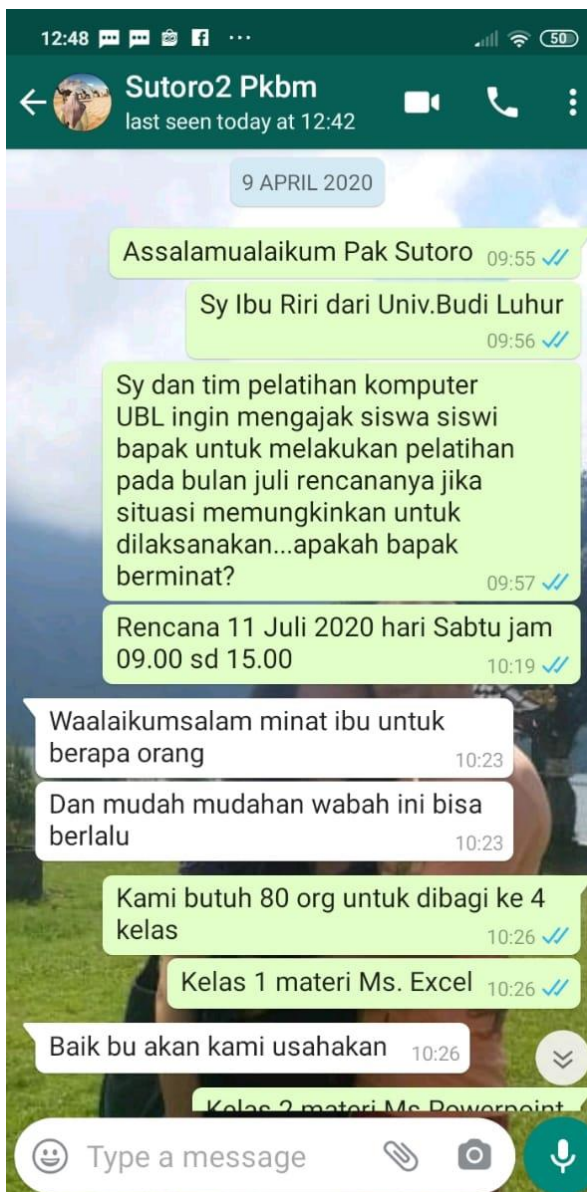 12:48
50
Sutoro2 Pkbm
last seen today at 12:42
9 APRIL 2020
Assalamualaikum Pak Sutoro 09:55
Sy Ibu Riri dari Univ.Budi Luhur
09:56
Sy dan tim pelatihan komputer
UBL ingin mengajak siswa siswi
bapak untuk melakukan pelatihan
pada bulan juli rencananya jika
situasi memungkinkan untuk
dilaksanakan...apakah bapak
berminat?
09:57
Rencana 11 Juli 2020 hari Sabtu jam
09.00 sd 15.00
10:19
Waalaikumsalam minat ibu untuk
berapa orang
10:23
Dan mudah mudahan wabah ini bisa
berlalu
10:23
Kami butuh 80 org untuk dibagi ke 4
kelas
10:26
Kelas 1 materi Ms. Excel 10:26
Baik bu akan kami usahakan 10:26
Kelas 2 materi Ms Powerpoint
Type a message